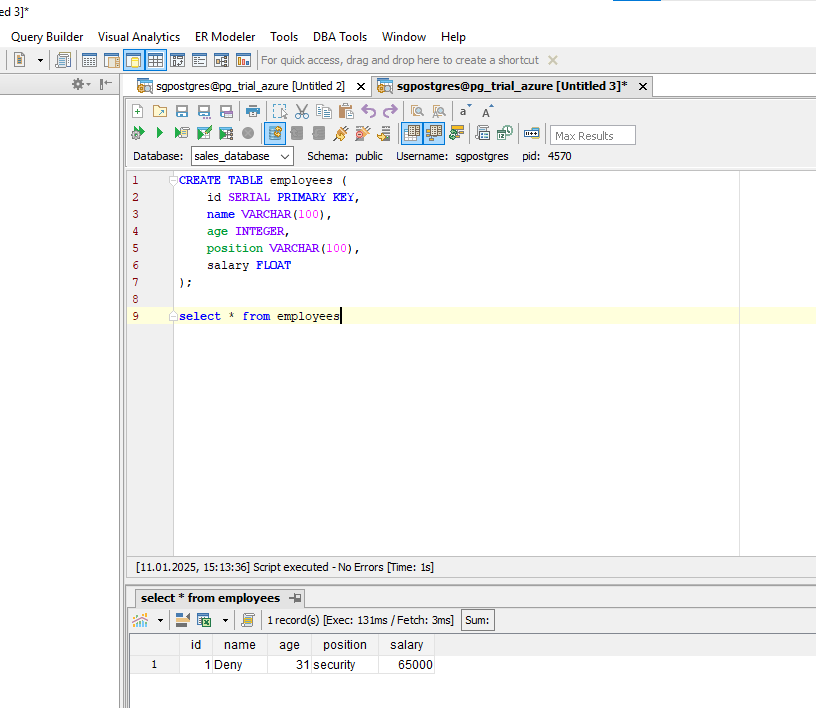 ed 3]*
Query Builder Visual Analytics ER Modeler Tools DBA Tools Window Help
For quick access, drag and drop here to create a shortcut
sgpostgres@pg_trial_azure [Untitled 2] sgpostgres@pg_trial_azure [Untitled 3]*
a A
Max Results
Database: sales_database Schema: public Username: sgpostgres pid: 4570
1 CREATE TABLE employees (
2 id SERIAL PRIMARY KEY,
3 name VARCHAR(100),
4 age INTEGER,
5 position VARCHAR(100),
6 salary FLOAT
7 );
8
9 select * from employees
[11.01.2025, 15:13:36] Script executed - No Errors [Time: 1s]
select * from employees
1 record(s) [Exec: 131ms / Fetch: 3ms] Sum:
id name age position salary
1 1 Deny 31 security 65000